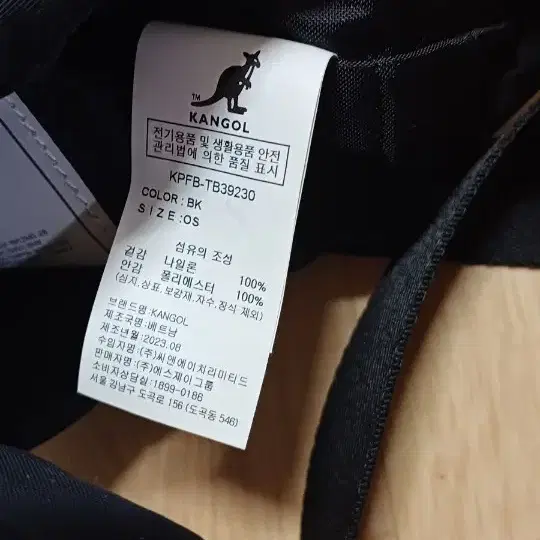 TM
KANGOL
전기용품 및 생활용품 안전
관리법에 의한 품질 표시
KPFB-TB39230
COLOR : BK
SIZE : OS
섬유의 조성
겉감 나일론 100%
안감 폴리에스터 100%
(심지,상표,보강재,자수,장식 제외)
브랜드명:KANGOL
제조국명:베트남
제조년월:2023.08
수입자명:(주)씨앤에이치리미티드
판매자명:(주)에스제이그룹
소비자상담실:1899-0186
서울 강남구 도곡로 156 (도곡동 546)